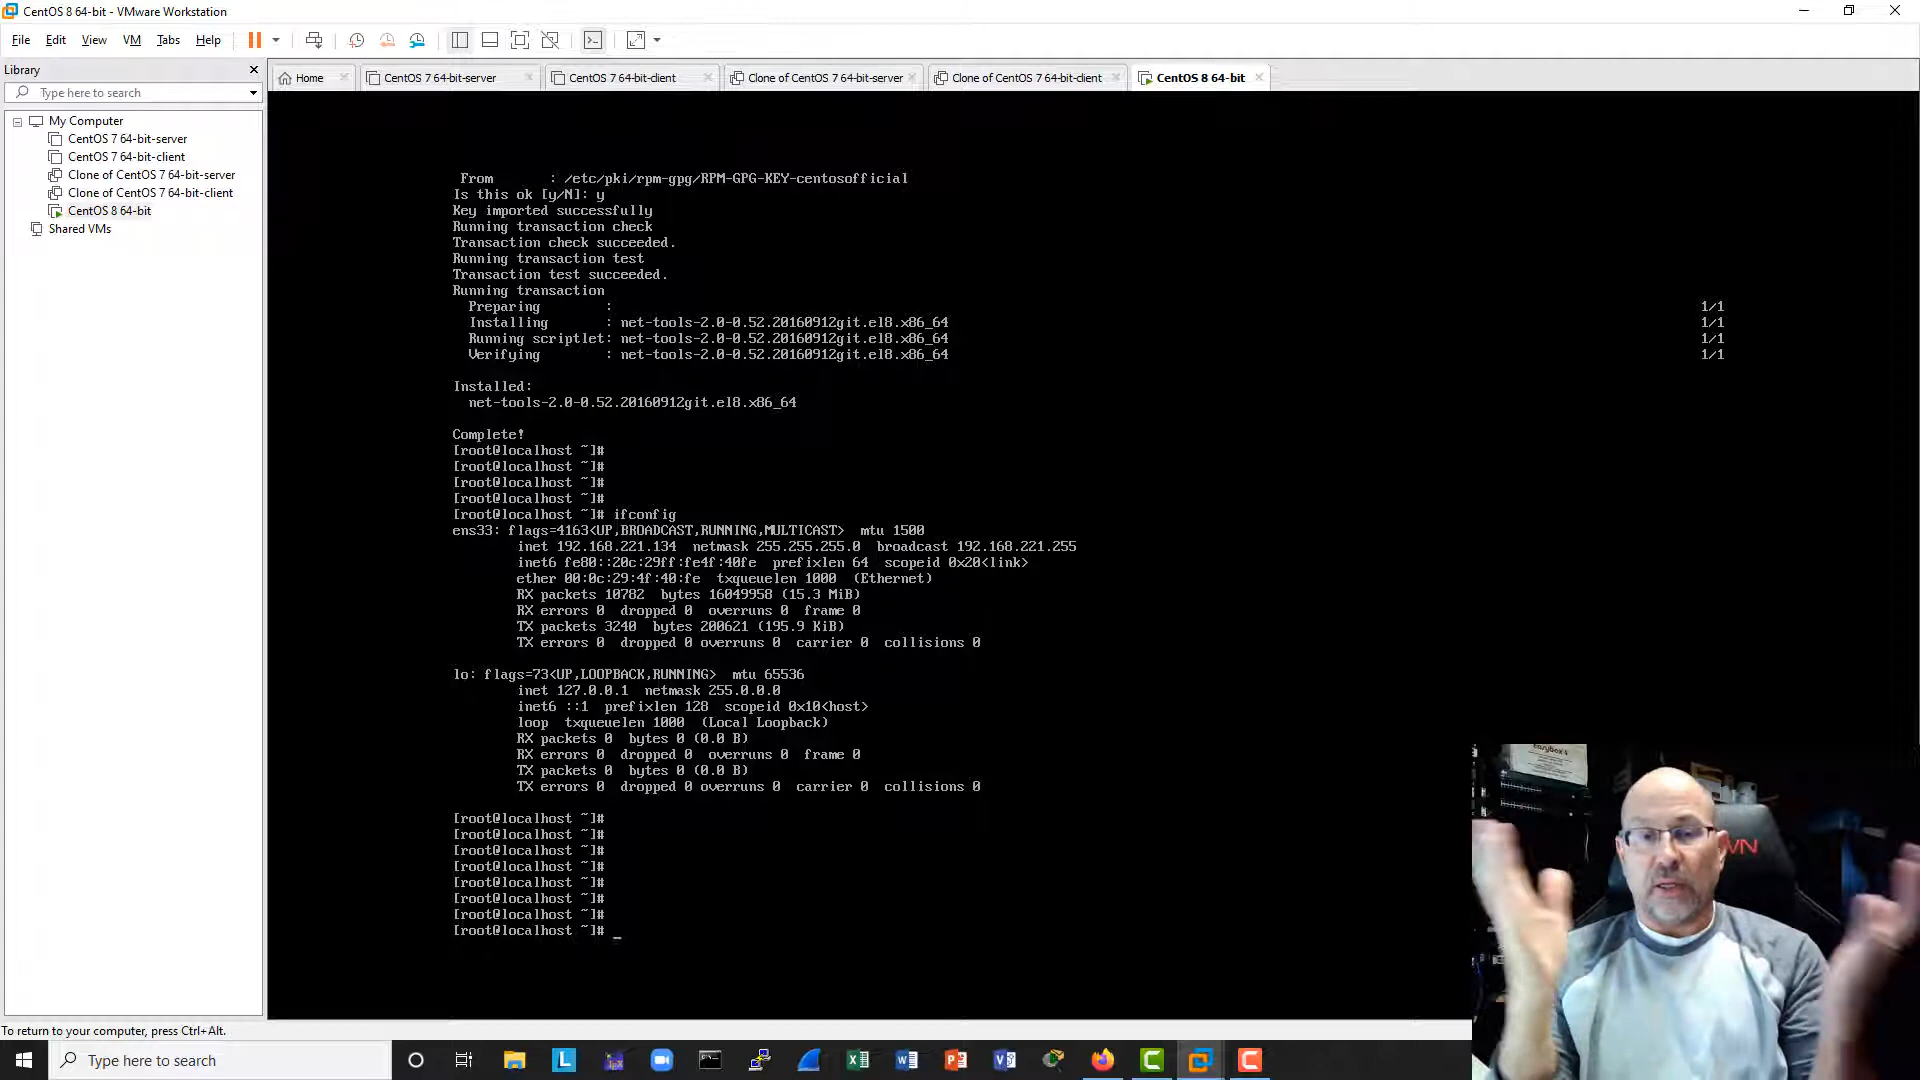 CentOS 8 64-bit - VMware Workstation
File Edit View VM Tabs Help
Library
Type here to search
My Computer
CentOS 7 64-bit-server
CentOS 7 64-bit-client
Clone of CentOS 7 64-bit-server
Clone of CentOS 7 64-bit-client
CentOS 8 64-bit
Shared VMs
Home CentOS 7 64-bit-server CentOS 7 64-bit-client Clone of CentOS 7 64-bit-server Clone of CentOS 7 64-bit-client CentOS 8 64-bit
From : /etc/pki/rpm-gpg/RPM-GPG-KEY-centosofficial
Is this ok [y/N]: y
Key imported successfully
Running transaction check
Transaction check succeeded.
Running transaction test
Transaction test succeeded.
Running transaction
Preparing : 1/1
Installing : net-tools-2.0-0.52.20160912git.el8.x86_64 1/1
Running scriptlet: net-tools-2.0-0.52.20160912git.el8.x86_64 1/1
Verifying : net-tools-2.0-0.52.20160912git.el8.x86_64 1/1
Installed:
net-tools-2.0-0.52.20160912git.el8.x86_64
Complete!
[root@localhost ~]#
[root@localhost ~]#
[root@localhost ~]#
[root@localhost ~]#
[root@localhost ~]# ifconfig
ens33: flags=4163<UP,BROADCAST,RUNNING,MULTICAST> mtu 1500
inet 192.168.221.134 netmask 255.255.255.0 broadcast 192.168.221.255
inet6 fe80::20c:29ff:fe4f:40fe prefixlen 64 scopeid 0x20<link>
ether 00:0c:29:4f:40:fe txqueuelen 1000 (Ethernet)
RX packets 10782 bytes 16049958 (15.3 MiB)
RX errors 0 dropped 0 overruns 0 frame 0
TX packets 3240 bytes 200621 (195.9 KiB)
TX errors 0 dropped 0 overruns 0 carrier 0 collisions 0
lo: flags=73<UP,LOOPBACK,RUNNING> mtu 65536
inet 127.0.0.1 netmask 255.0.0.0
inet6 ::1 prefixlen 128 scopeid 0x10<host>
loop txqueuelen 1000 (Local Loopback)
RX packets 0 bytes 0 (0.0 B)
RX errors 0 dropped 0 overruns 0 frame 0
TX packets 0 bytes 0 (0.0 B)
TX errors 0 dropped 0 overruns 0 carrier 0 collisions 0
[root@localhost ~]#
[root@localhost ~]#
[root@localhost ~]#
[root@localhost ~]#
[root@localhost ~]#
[root@localhost ~]#
[root@localhost ~]#
[root@localhost ~]# _
easybox4
To return to your computer, press Ctrl+Alt.
Type here to search